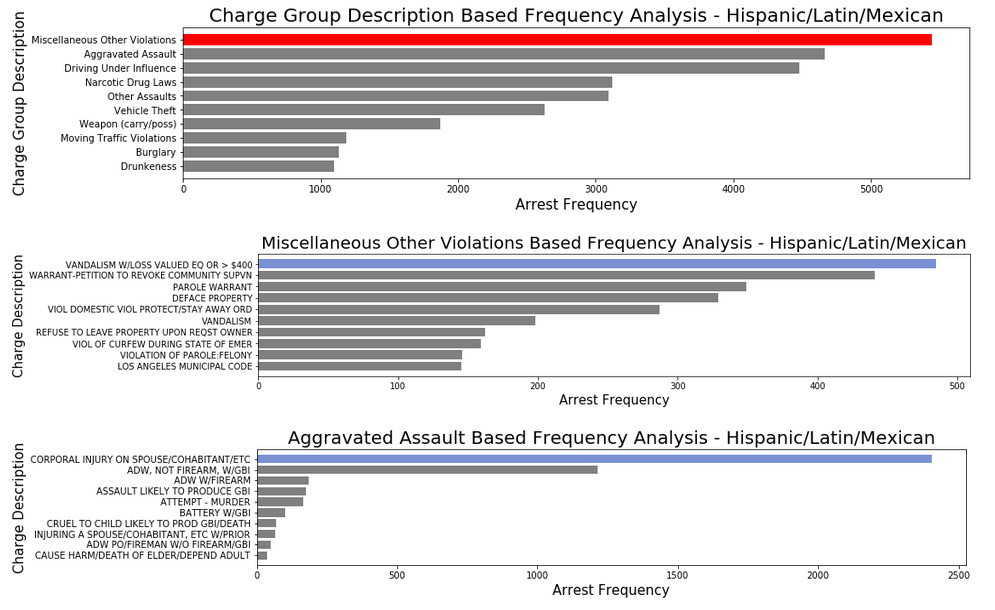 Charge Group Description Based Frequency Analysis - Hispanic/Latin/Mexican
Charge Group Description
Miscellaneous Other Violations
Aggravated Assault
Driving Under Influence
Narcotic Drug Laws
Other Assaults
Vehicle Theft
Weapon (carry/poss)
Moving Traffic Violations
Burglary
Drunkeness
0 1000 2000 3000 4000 5000
Arrest Frequency
Miscellaneous Other Violations Based Frequency Analysis - Hispanic/Latin/Mexican
Charge Description
VANDALISM W/LOSS VALUED EQ OR > $400
WARRANT-PETITION TO REVOKE COMMUNITY SUPVN
PAROLE WARRANT
DEFACE PROPERTY
VIOL DOMESTIC VIOL PROTECT/STAY AWAY ORD
VANDALISM
REFUSE TO LEAVE PROPERTY UPON REQST OWNER
VIOL OF CURFEW DURING STATE OF EMER
VIOLATION OF PAROLE:FELONY
LOS ANGELES MUNICIPAL CODE
0 100 200 300 400 500
Arrest Frequency
Aggravated Assault Based Frequency Analysis - Hispanic/Latin/Mexican
Charge Description
CORPORAL INJURY ON SPOUSE/COHABITANT/ETC
ADW, NOT FIREARM, W/GBI
ADW W/FIREARM
ASSAULT LIKELY TO PRODUCE GBI
ATTEMPT - MURDER
BATTERY W/GBI
CRUEL TO CHILD LIKELY TO PROD GBI/DEATH
INJURING A SPOUSE/COHABITANT, ETC W/PRIOR
ADW PO/FIREMAN W/O FIREARM/GBI
CAUSE HARM/DEATH OF ELDER/DEPEND ADULT
0 500 1000 1500 2000 2500
Arrest Frequency